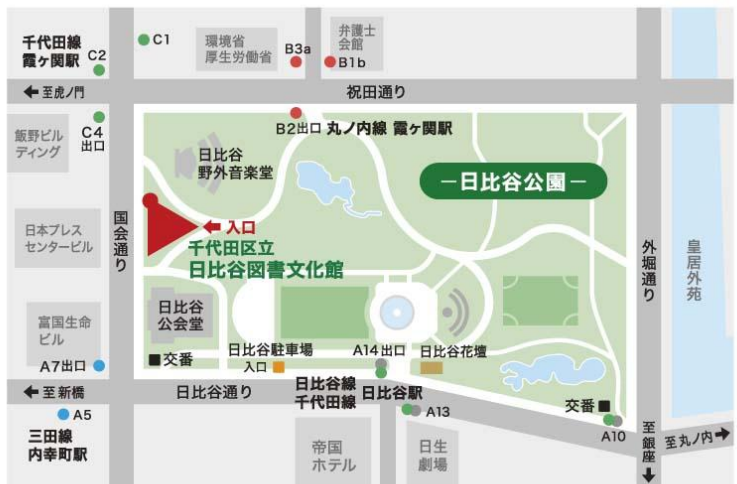 千代田線
霞ヶ関駅
C2
C1
環境省
厚生労働省
B3a
弁護士
会館
B1b
←至虎ノ門
祝田通り
飯野ビル
ディング
C4
出口
B2出口 丸ノ内線 霞ヶ関駅
日比谷
野外音楽堂
－日比谷公園－
日本プレス
センタービル
国会通り
←入口
千代田区立
日比谷図書文化館
外堀通り
皇居外苑
富国生命
ビル
日比谷
公会堂
A7出口
■交番
日比谷駐車場
入口
A14出口
日比谷花壇
←至新橋
日比谷通り
日比谷線
千代田線
日比谷駅
A13
交番■
A10
A5
三田線
内幸町駅
帝国
ホテル
日生
劇場
至銀座
至丸ノ内→